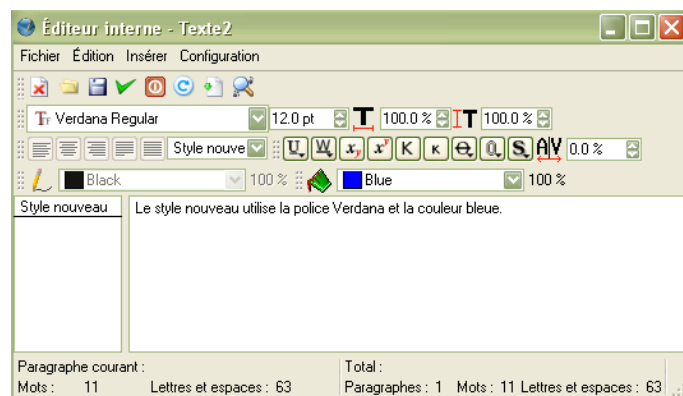 Éditeur interne - Texte2
Fichier Édition Insérer Configuration
Tr Verdana Regular 12.0 pt T 100.0 % T 100.0 %
Style nouve U W x y x y K K O O S A V 0.0 %
Black 100 % Blue 100 %
Style nouveau Le style nouveau utilise la police Verdana et la couleur bleue.
Paragraphe courant : Total :
Mots : 11 Lettres et espaces : 63 Paragraphes : 1 Mots : 11 Lettres et espaces : 63